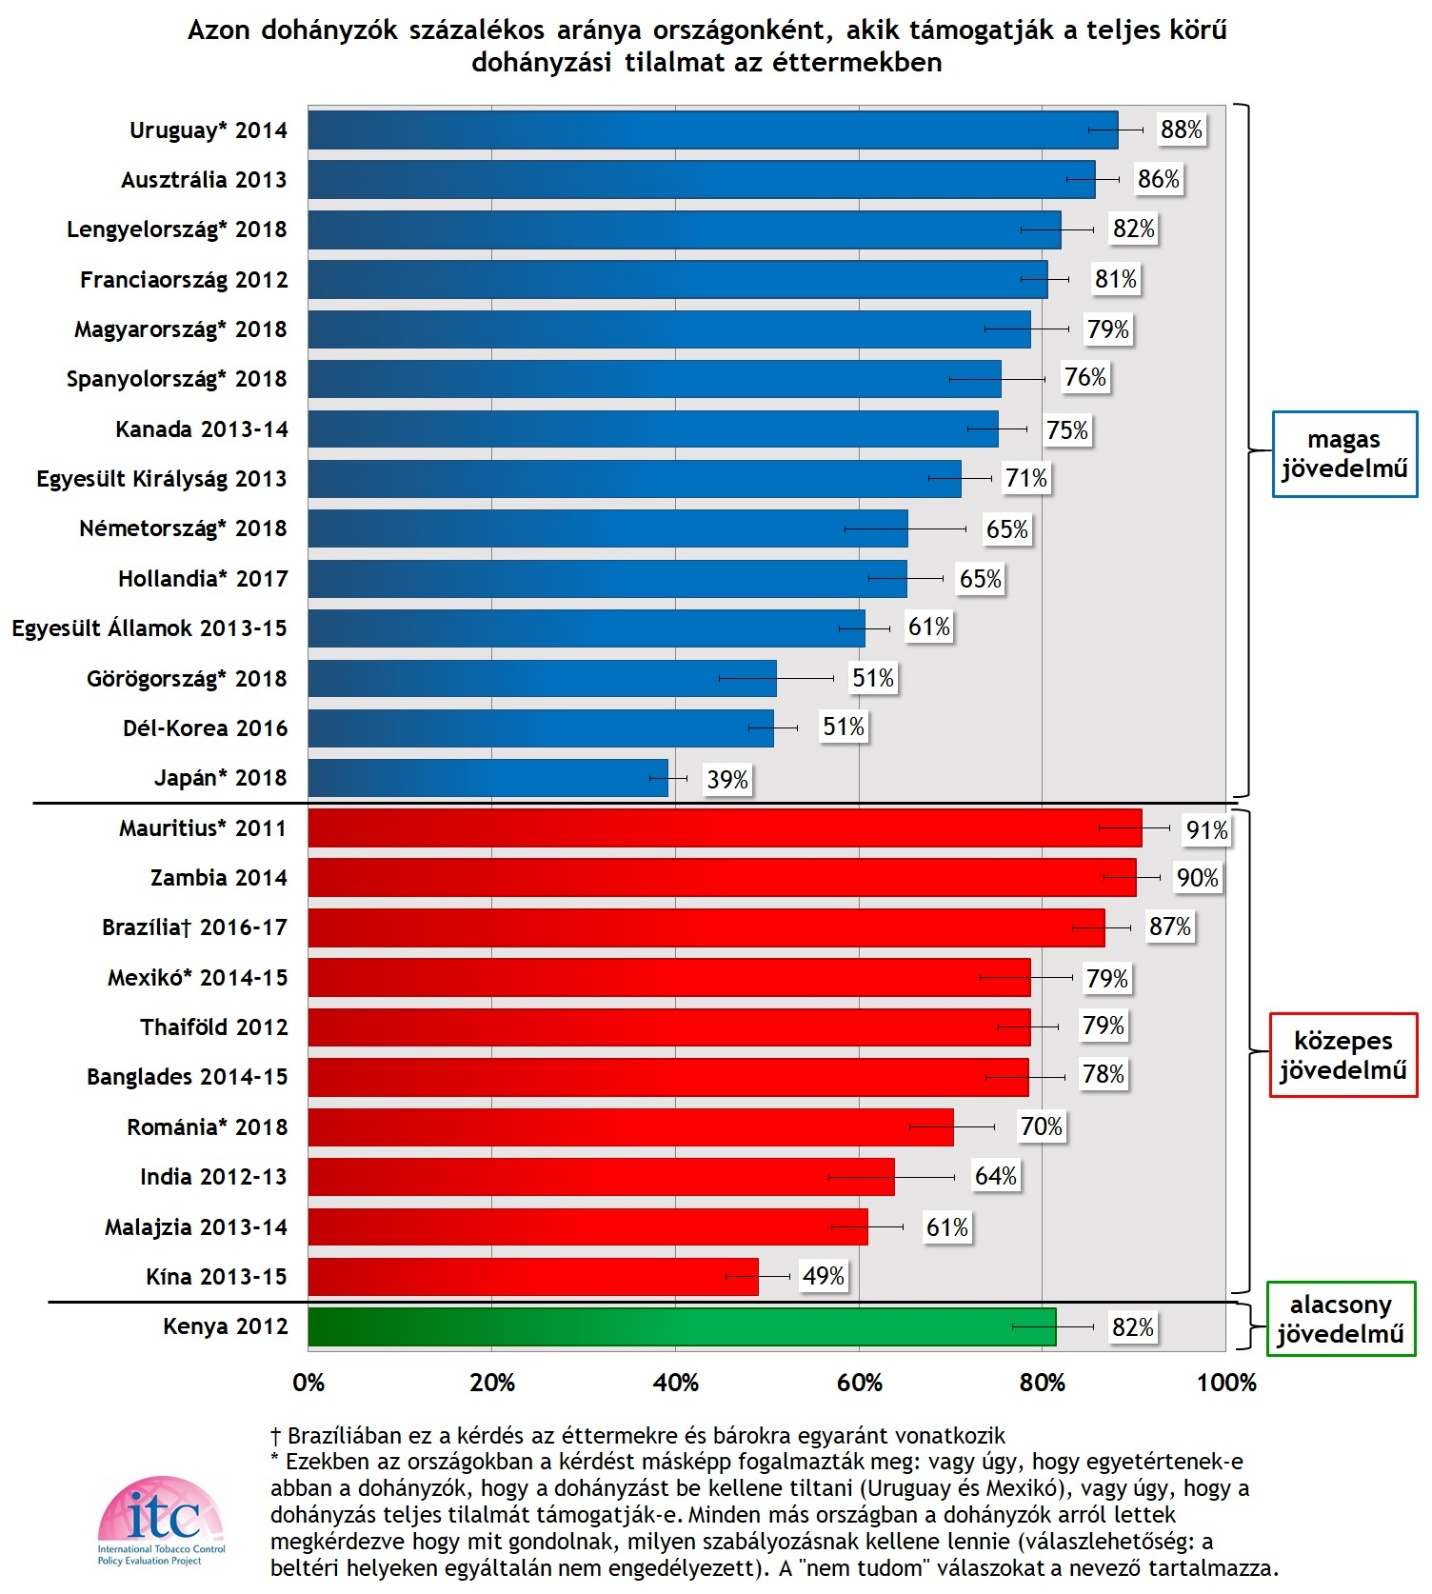 Azon dohányzók százalékos aránya országonként, akik támogatják a teljes körű
dohányzási tilalmat az éttermekben
Uruguay* 2014 88%
Ausztrália 2013 86%
Lengyelország* 2018 82%
Franciaország 2012 81%
Magyarország* 2018 79%
Spanyolország* 2018 76%
Kanada 2013-14 75%
Egyesült Királyság 2013 71%
Németország* 2018 65%
Hollandia* 2017 65%
Egyesült Államok 2013-15 61%
Görögország* 2018 51%
Dél-Korea 2016 51%
Japán* 2018 39%
magas
jövedelmű
Mauritius* 2011 91%
Zambia 2014 90%
Brazília† 2016-17 87%
Mexikó* 2014-15 79%
Thaiföld 2012 79%
Banglades 2014-15 78%
Románia* 2018 70%
India 2012-13 64%
Malajzia 2013-14 61%
Kína 2013-15 49%
közepes
jövedelmű
Kenya 2012 82%
alacsony
jövedelmű
0% 20% 40% 60% 80% 100%
† Brazíliában ez a kérdés az éttermekre és bárokra egyaránt vonatkozik
* Ezekben az országokban a kérdést másképp fogalmazták meg: vagy úgy, hogy egyetértenek-e
abban a dohányzók, hogy a dohányzást be kellene tiltani (Uruguay és Mexikó), vagy úgy, hogy a
dohányzás teljes tilalmát támogatják-e. Minden más országban a dohányzók arról lettek
megkérdezve hogy mit gondolnak, milyen szabályozásnak kellene lennie (válaszlehetőség: a
beltéri helyeken egyáltalán nem engedélyezett). A "nem tudom" válaszokat a nevező tartalmazza.
itc
International Tobacco Control
Policy Evaluation Project